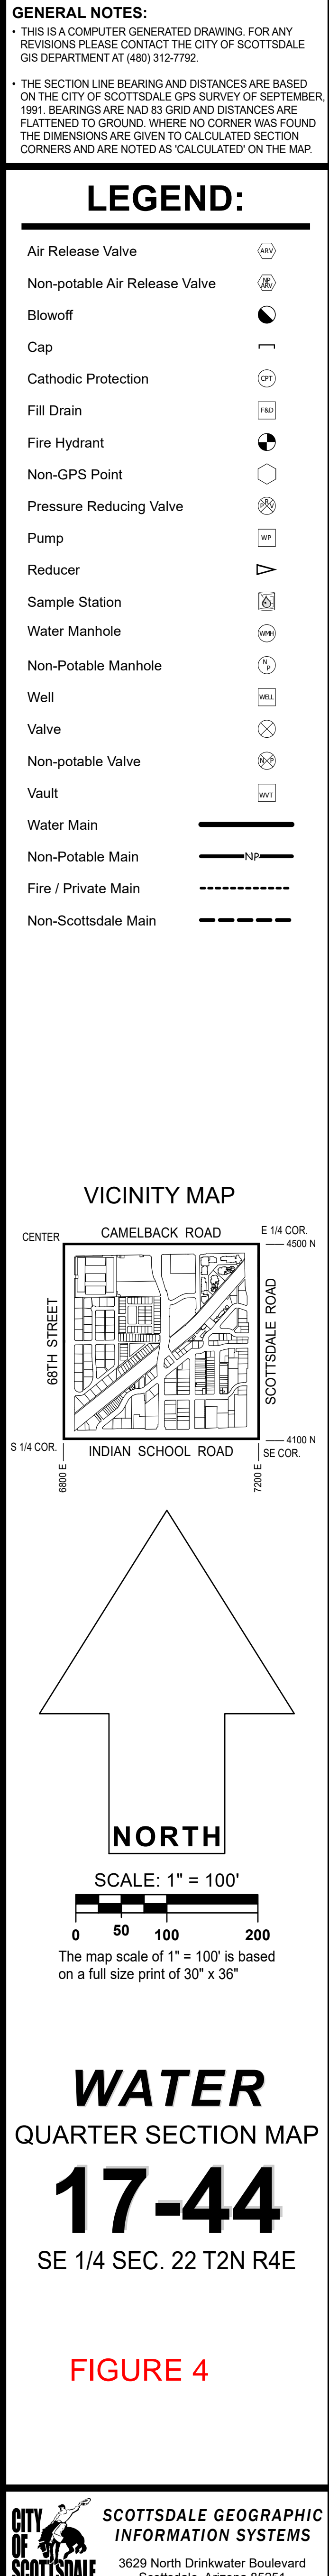 GENERAL NOTES:
• THIS IS A COMPUTER GENERATED DRAWING. FOR ANY
REVISIONS PLEASE CONTACT THE CITY OF SCOTTSDALE
GIS DEPARTMENT AT (480) 312-7792.
• THE SECTION LINE BEARING AND DISTANCES ARE BASED
ON THE CITY OF SCOTTSDALE GPS SURVEY OF SEPTEMBER,
1991. BEARINGS ARE NAD 83 GRID AND DISTANCES ARE
FLATTENED TO GROUND. WHERE NO CORNER WAS FOUND
THE DIMENSIONS ARE GIVEN TO CALCULATED SECTION
CORNERS AND ARE NOTED AS 'CALCULATED' ON THE MAP.
LEGEND:
Air Release Valve ARV
Non-potable Air Release Valve NP ARV
Blowoff
Cap
Cathodic Protection CPT
Fill Drain F&D
Fire Hydrant
Non-GPS Point
Pressure Reducing Valve PRV
Pump WP
Reducer
Sample Station
Water Manhole WMH
Non-Potable Manhole NP
Well WELL
Valve
Non-potable Valve NP
Vault WVT
Water Main
Non-Potable Main NP
Fire / Private Main
Non-Scottsdale Main
VICINITY MAP
CENTER CAMELBACK ROAD E 1/4 COR.
4500 N
68TH STREET
SCOTTSDALE ROAD
4100 N
S 1/4 COR. INDIAN SCHOOL ROAD SE COR.
6800 E 7200 E
NORTH
SCALE: 1" = 100'
0 50 100 200
The map scale of 1" = 100' is based
on a full size print of 30" x 36"
WATER
QUARTER SECTION MAP
17-44
SE 1/4 SEC. 22 T2N R4E
FIGURE 4
CITY
OF
SCOTTSDALE
SCOTTSDALE GEOGRAPHIC
INFORMATION SYSTEMS
3629 North Drinkwater Boulevard
Scottsdale, Arizona 85251